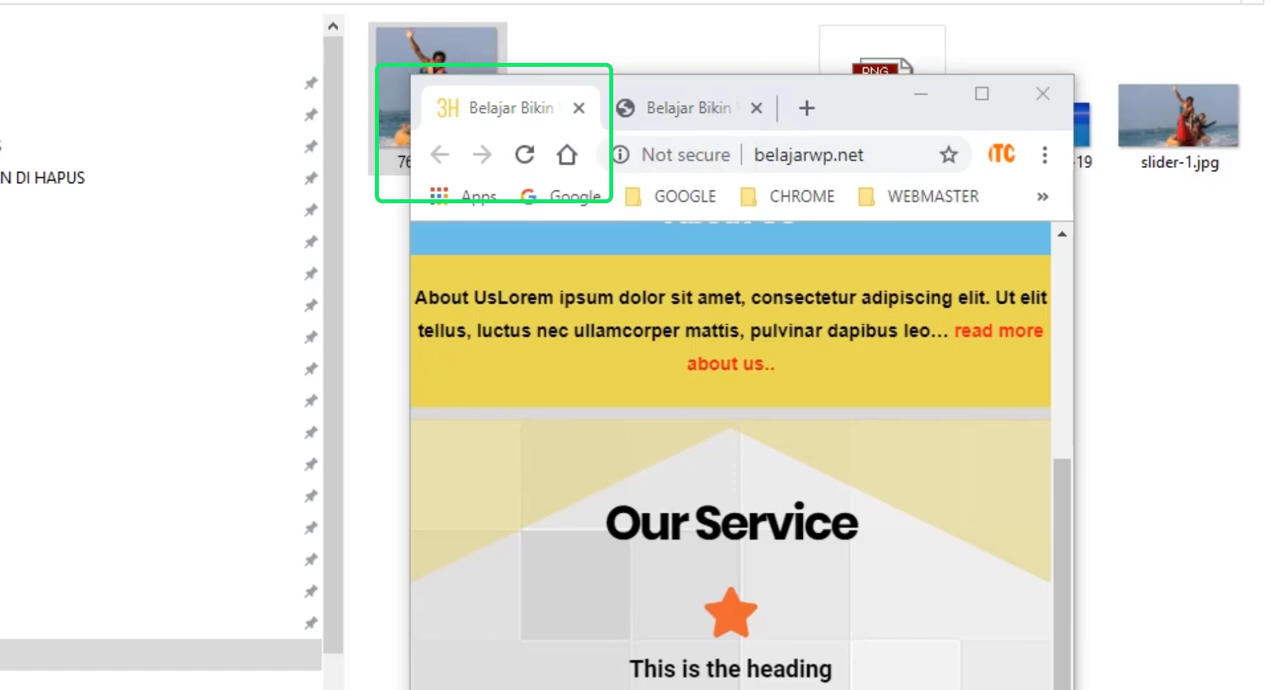 N DI HAPUS
76
PNG
-19
slider-1.jpg
3H Belajar Bikin
Belajar Bikin
Not secure | belajarwp.net
ITC
Apps
Google
GOOGLE
CHROME
WEBMASTER
About UsLorem ipsum dolor sit amet, consectetur adipiscing elit. Ut elit
tellus, luctus nec ullamcorper mattis, pulvinar dapibus leo... read more
about us..
Our Service
This is the heading